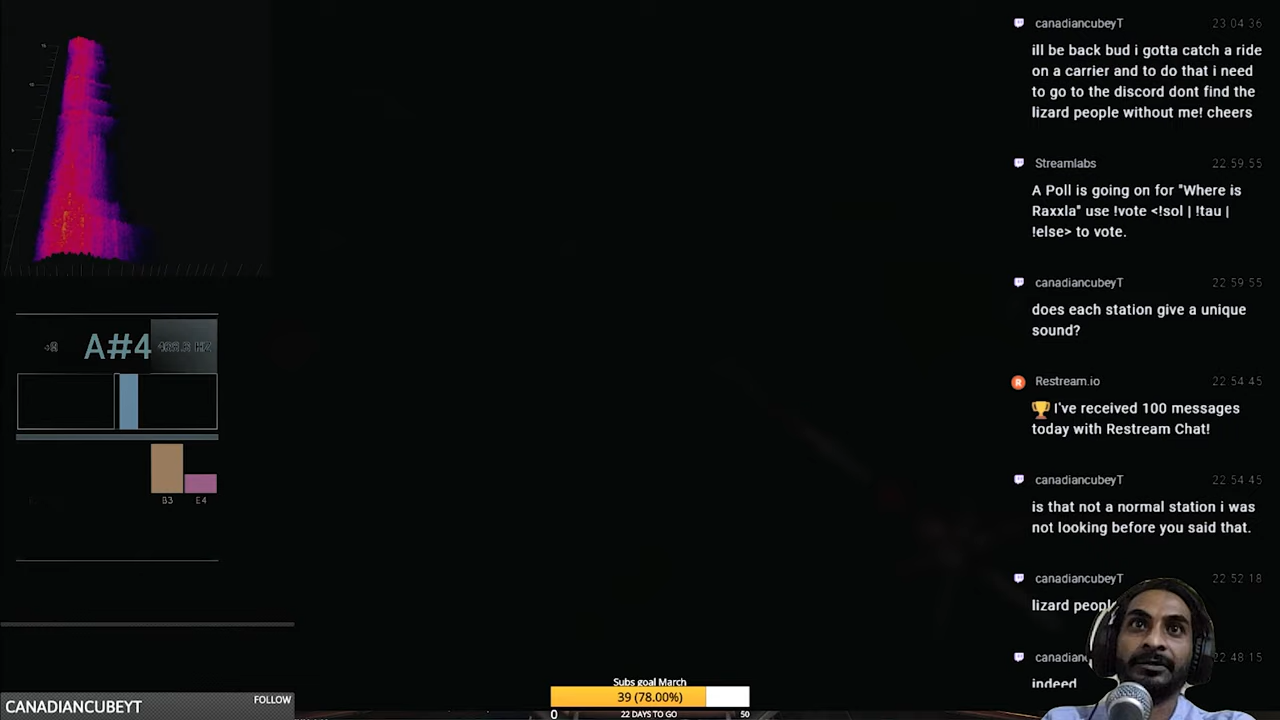 A#4
B3
E4
CANADIANCUBEYT
FOLLOW
Subs goal March
39 (78.00%)
0
22 DAYS TO GO
50
canadiancubeyT
23 04 36
ill be back bud i gotta catch a ride
on a carrier and to do that i need
to go to the discord dont find the
lizard people without me! cheers
Streamlabs
22 59 55
A Poll is going on for "Where is
Raxxla" use !vote <!sol | !tau |
!else> to vote.
canadiancubeyT
22 59 55
does each station give a unique
sound?
Restream.io
22 54 45
I've received 100 messages
today with Restream Chat!
canadiancubeyT
22 54 45
is that not a normal station i was
not looking before you said that.
canadiancubeyT
22 52 18
lizard people
22 48 15
indeed